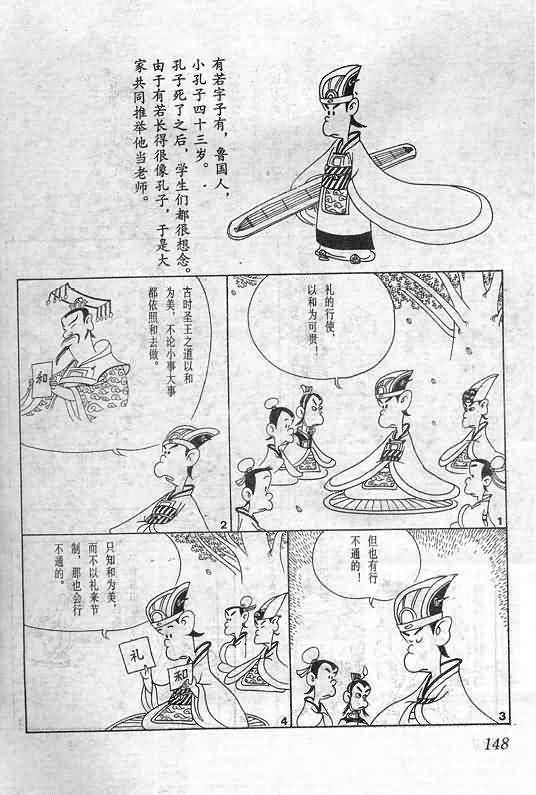 有若字子有，鲁国人，
小孔子四十三岁。
孔子死了之后，学生们都很想念。
由于有若长得很像孔子，于是大
家共同推举他当老师。
礼的行使，
以和为可贵！
1
古时圣王之道以和
为美，不论小事大事
都依照和去做。
和
2
但也有行
不通的！
3
只知和为美，
而不以礼来节
制，那也会行
不通的。
礼
和
4
148